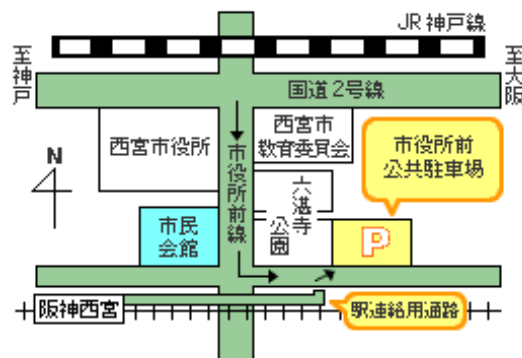 JR神戸線
至神戸
至大阪
国道2号線
西宮市役所
西宮市
教育委員会
市役所前
公共駐車場
N
市役所前線
六湛寺
公園
市民
会館
P
阪神西宮
駅連絡用通路